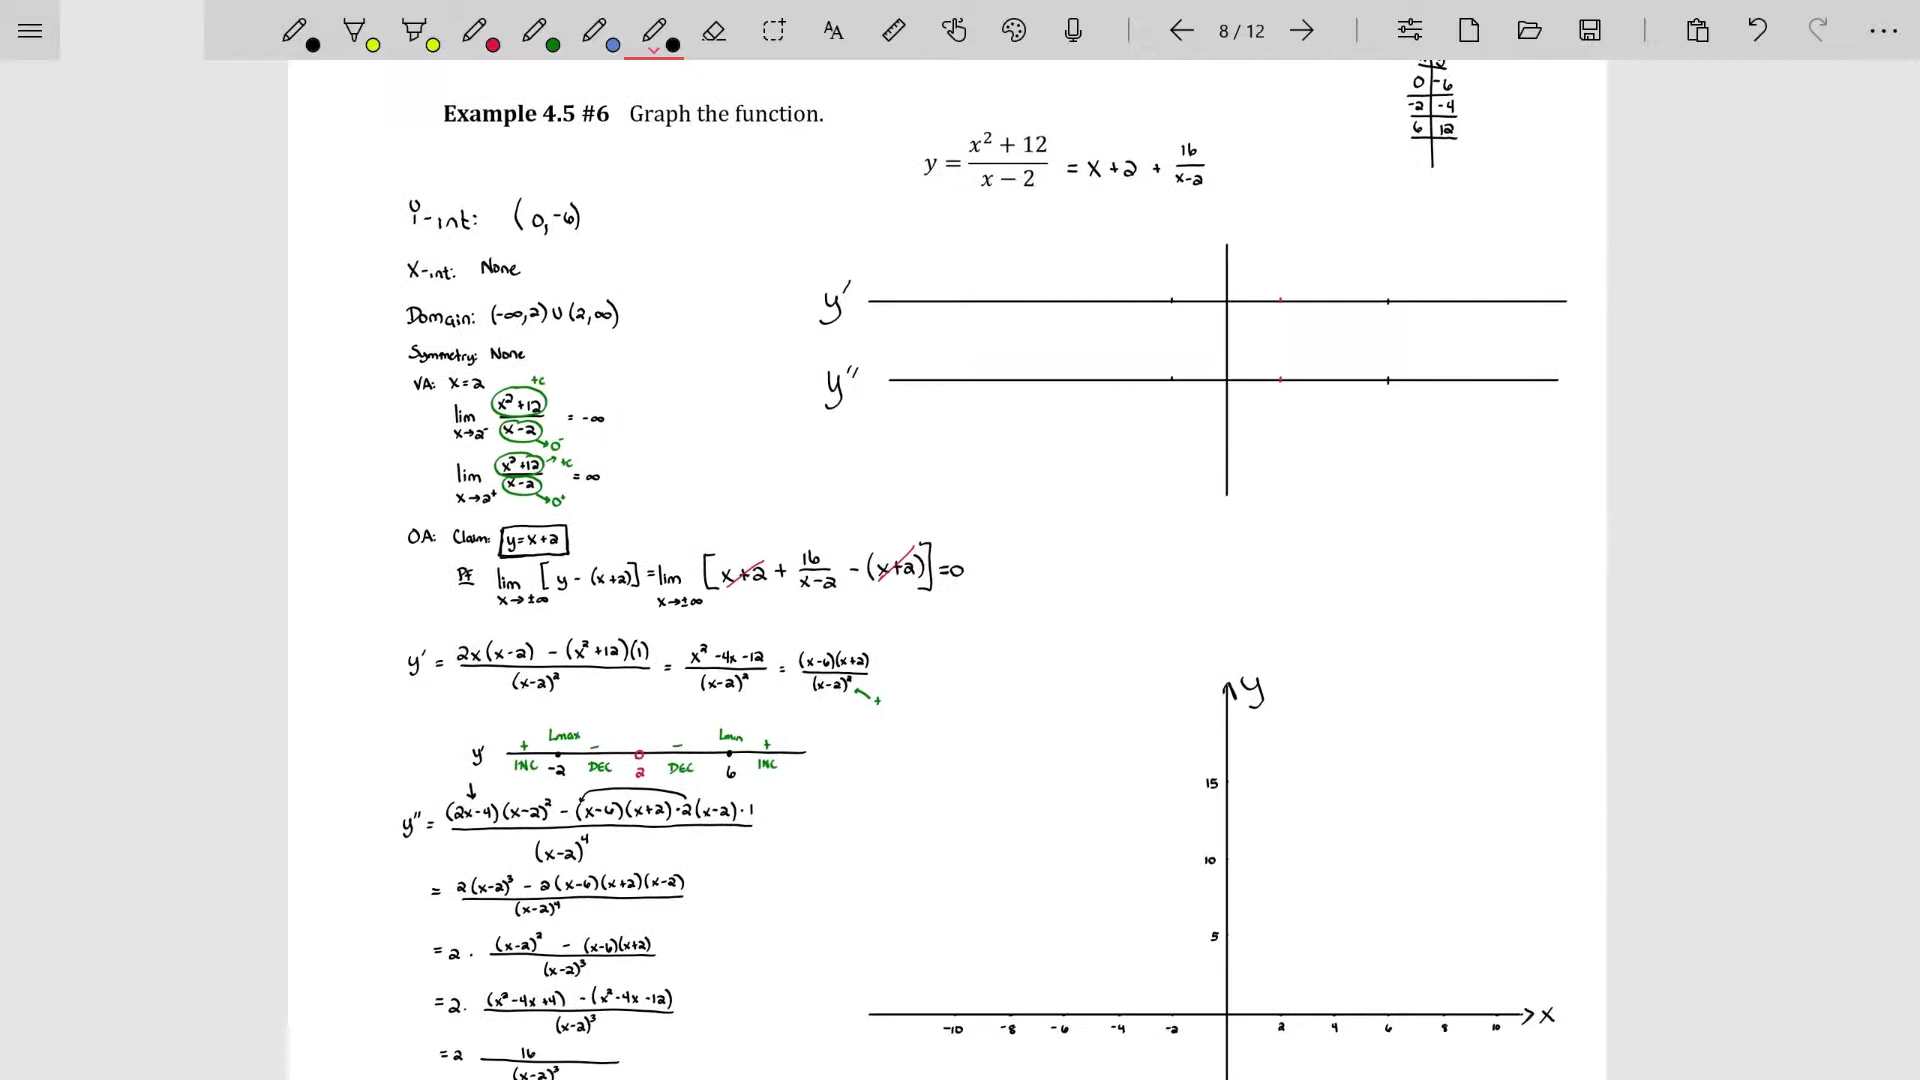 8 / 12
Example 4.5 #6 Graph the function.
y = (x² + 12)/(x − 2) = x+2 + 16/(x-2)
0 | -6
-2 | -4
6 | 12
y-int: (0,-6)
X-int: None
Domain: (-∞,2) ∪ (2,∞)
Symmetry: None
VA: x=2
lim x→2⁻ (x²+12)/(x-2) = -∞
+c
→0⁻
lim x→2⁺ (x²+12)/(x-2) = ∞
→+c
→0⁺
OA: Claim: y=x+2
Pf lim x→±∞ [y - (x+2)] = lim x→±∞ [x+2 + 16/(x-2) - (x+2)] = 0
y' = (2x(x-2) - (x²+12)(1))/(x-2)² = (x²-4x-12)/(x-2)² = ((x-6)(x+2))/(x-2)²
+
+ Lmax - - Lmin +
y'
INC -2 DEC 2 DEC 6 INC
y'' = ((2x-4)(x-2)² - (x-6)(x+2)·2(x-2)·1)/(x-2)⁴
= (2(x-2)³ - 2(x-6)(x+2)(x-2))/(x-2)⁴
= 2 · ((x-2)² - (x-6)(x+2))/(x-2)³
= 2 · ((x²-4x+4) - (x²-4x-12))/(x-2)³
= 2 16/(x-2)³
y'
y''
y
15
10
5
-10 -8 -6 -4 -2 2 4 6 8 10 x